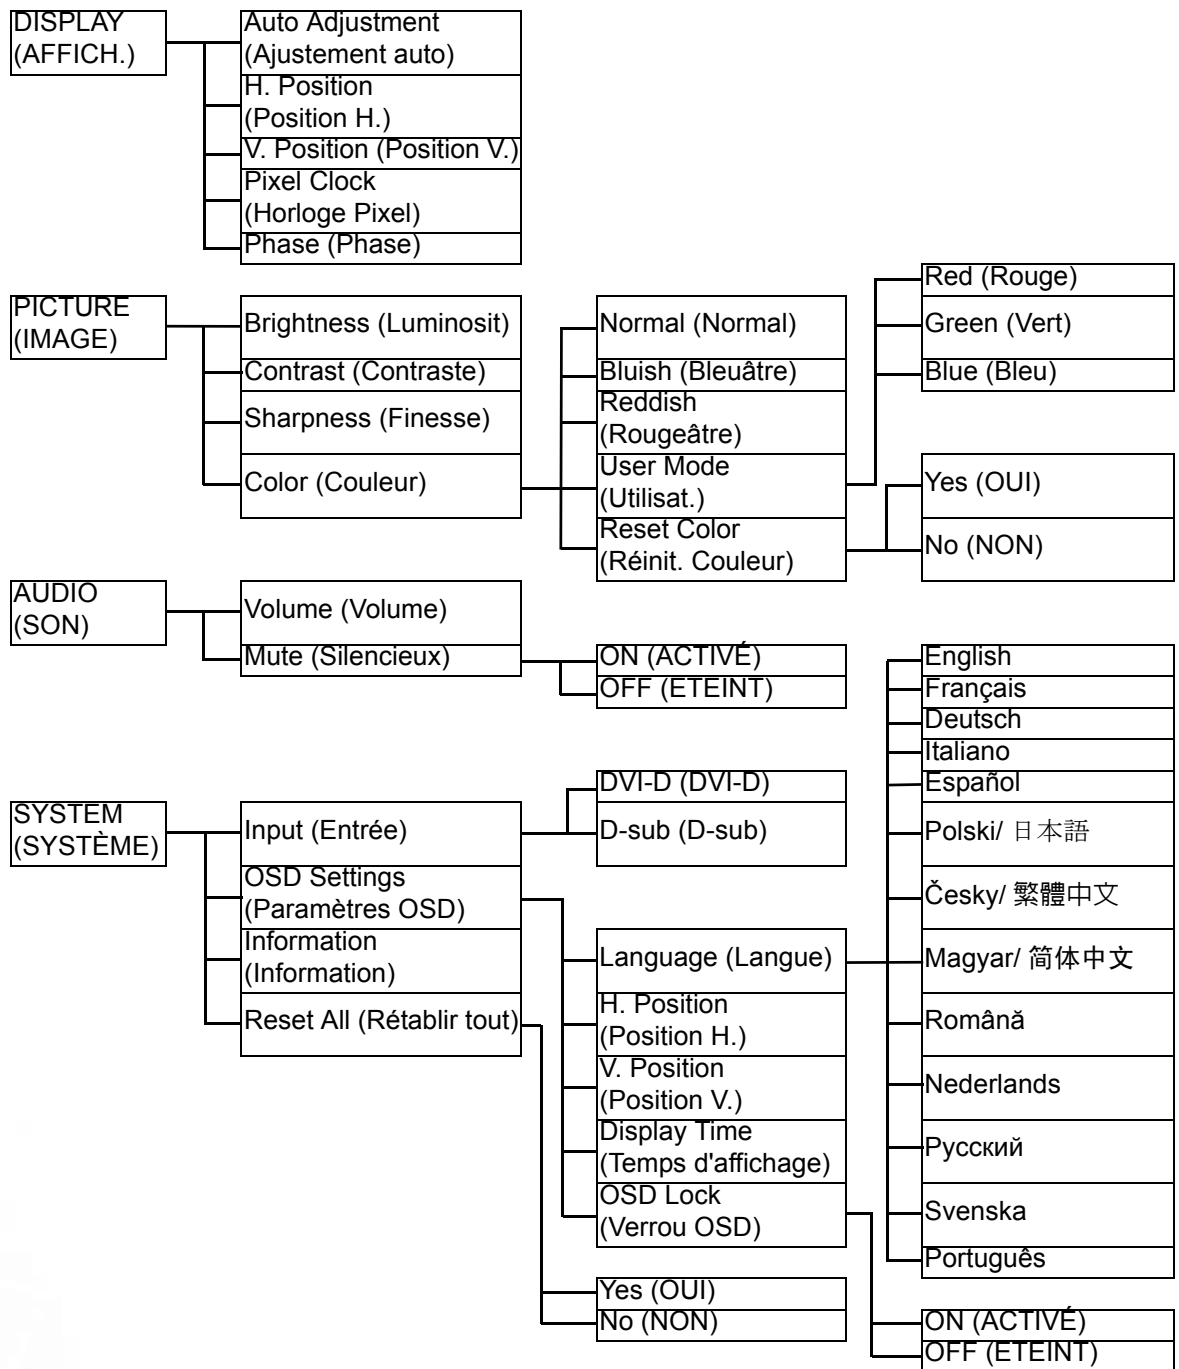 DISPLAY
(AFFICH.)
Auto Adjustment
(Ajustement auto)
H. Position
(Position H.)
V. Position (Position V.)
Pixel Clock
(Horloge Pixel)
Phase (Phase)
PICTURE
(IMAGE)
Brightness (Luminosit)
Contrast (Contraste)
Sharpness (Finesse)
Color (Couleur)
Normal (Normal)
Bluish (Bleuâtre)
Reddish
(Rougeâtre)
User Mode
(Utilisat.)
Reset Color
(Réinit. Couleur)
Red (Rouge)
Green (Vert)
Blue (Bleu)
Yes (OUI)
No (NON)
AUDIO
(SON)
Volume (Volume)
Mute (Silencieux)
ON (ACTIVÉ)
OFF (ETEINT)
SYSTEM
(SYSTÈME)
Input (Entrée)
OSD Settings
(Paramètres OSD)
Information
(Information)
Reset All (Rétablir tout)
DVI-D (DVI-D)
D-sub (D-sub)
Language (Langue)
H. Position
(Position H.)
V. Position
(Position V.)
Display Time
(Temps d'affichage)
OSD Lock
(Verrou OSD)
Yes (OUI)
No (NON)
English
Français
Deutsch
Italiano
Español
Polski/ 日本語
Česky/ 繁體中文
Magyar/ 简体中文
Română
Nederlands
Русский
Svenska
Português
ON (ACTIVÉ)
OFF (ETEINT)